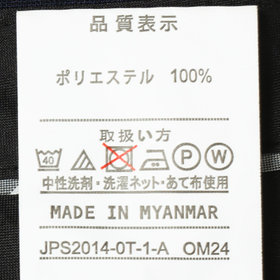 品質表示
ポリエステル 100%
取扱い方
40 P W
中性洗剤・洗濯ネット・あて布使用
MADE IN MYANMAR
JPS2014-0T-1-A OM24